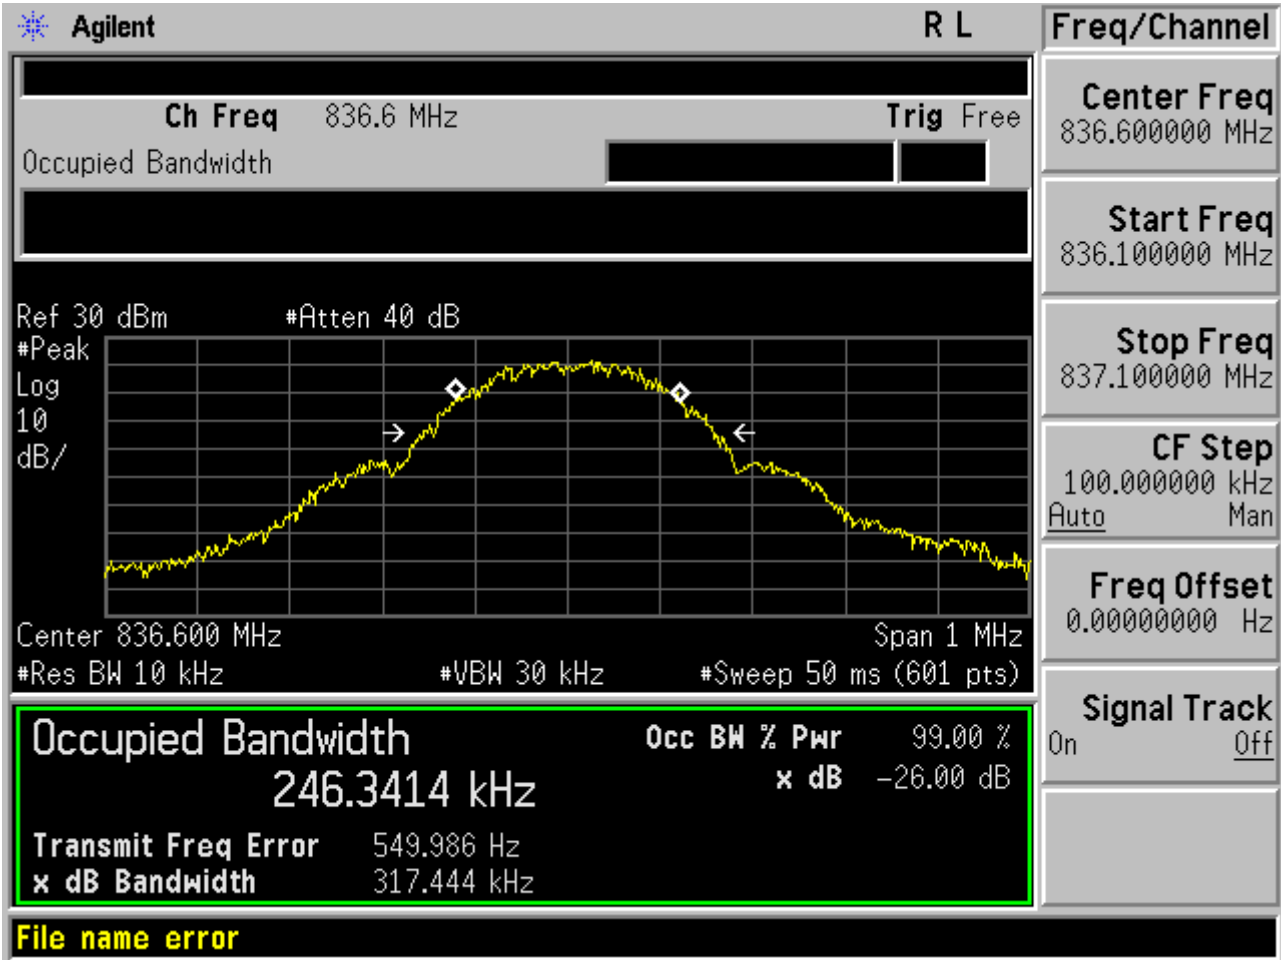 Agilent R L Freq/Channel
Ch Freq 836.6 MHz Trig Free
Occupied Bandwidth
Center Freq
836.600000 MHz
Start Freq
836.100000 MHz
Stop Freq
837.100000 MHz
CF Step
100.000000 kHz
Auto Man
Freq Offset
0.00000000 Hz
Signal Track
On Off
Ref 30 dBm #Atten 40 dB
#Peak
Log
10
dB/
Center 836.600 MHz Span 1 MHz
#Res BW 10 kHz #VBW 30 kHz #Sweep 50 ms (601 pts)
Occupied Bandwidth Occ BW % Pwr 99.00 %
246.3414 kHz x dB -26.00 dB
Transmit Freq Error 549.986 Hz
x dB Bandwidth 317.444 kHz
File name error